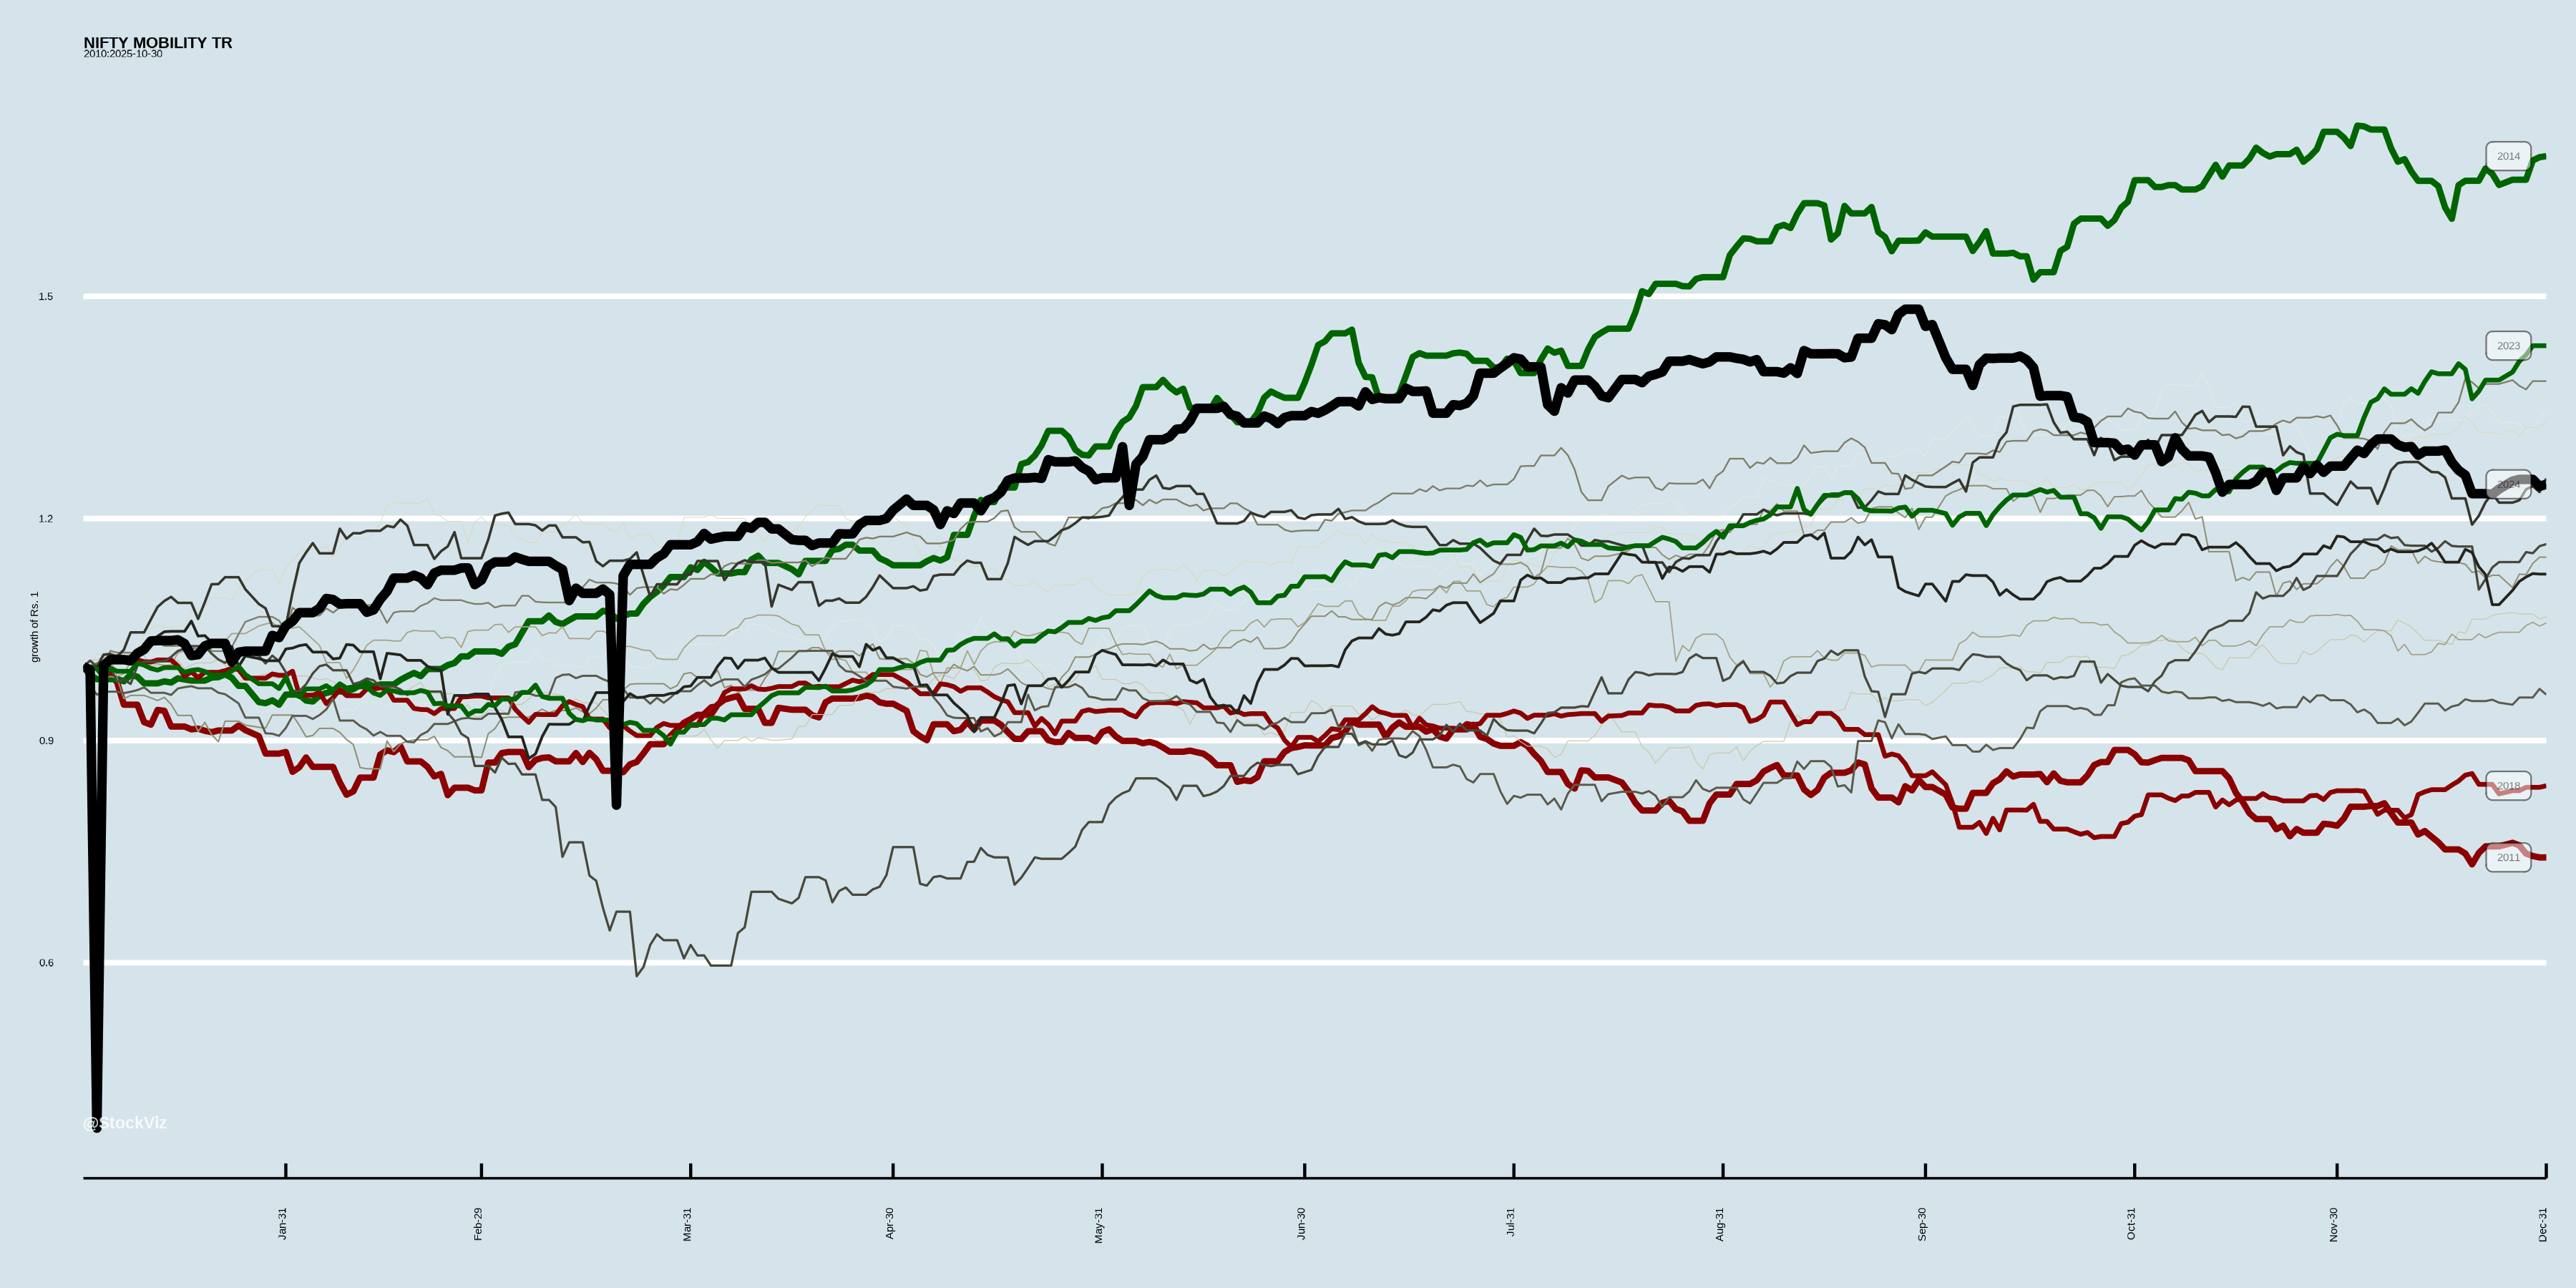 NIFTY MOBILITY TR
2010:2025-10-30
2014
1.5
2023
2024
1.2
growth of Rs. 1
0.9
2018
2011
0.6
@StockViz
Jan-31
Feb-29
Mar-31
Apr-30
May-31
Jun-30
Jul-31
Aug-31
Sep-30
Oct-31
Nov-30
Dec-31